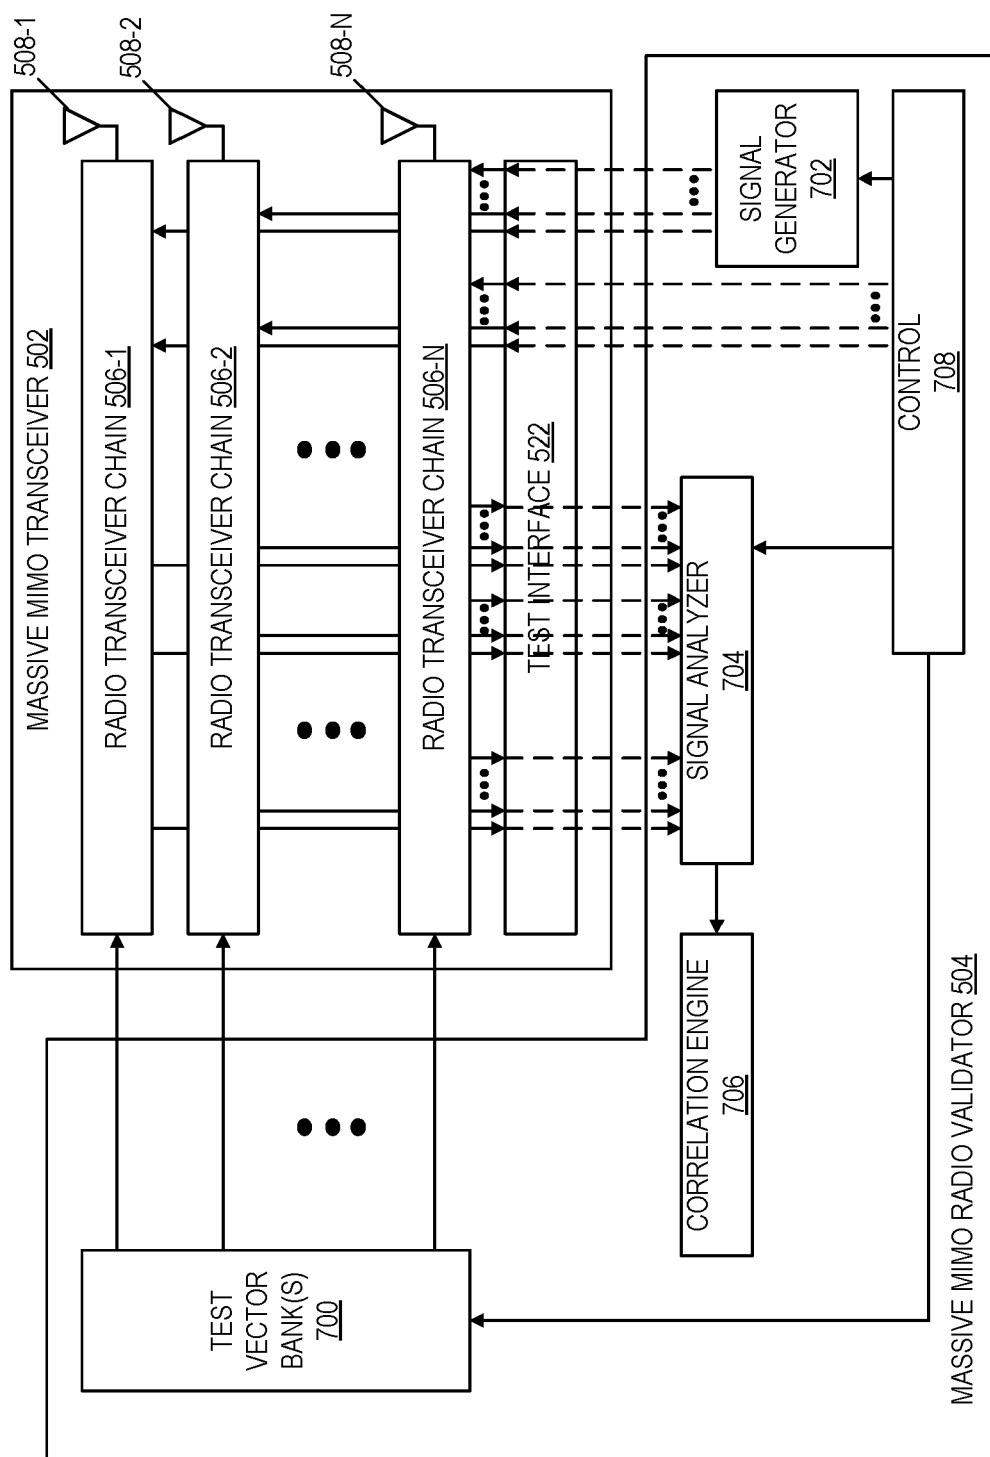 508-1
508-2
508-N
MASSIVE MIMO TRANSCEIVER 502
RADIO TRANSCEIVER CHAIN 506-1
RADIO TRANSCEIVER CHAIN 506-2
RADIO TRANSCEIVER CHAIN 506-N
TEST INTERFACE 522
TEST
VECTOR
BANK(S)
700
SIGNAL
GENERATOR
702
SIGNAL ANALYZER
704
CORRELATION ENGINE
706
CONTROL
708
MASSIVE MIMO RADIO VALIDATOR 504